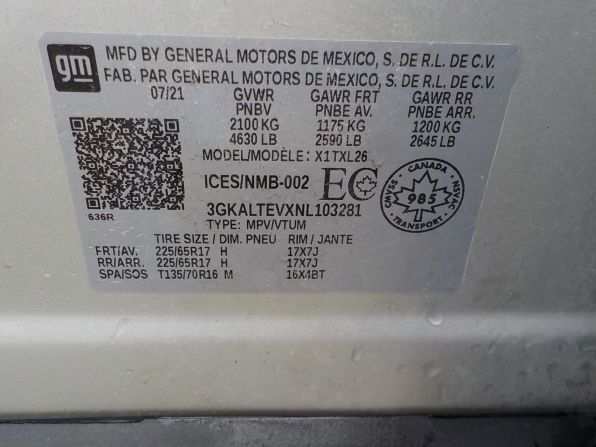 gm
MFD BY GENERAL MOTORS DE MEXICO, S. DE R.L. DE C.V.
FAB. PAR GENERAL MOTORS DE MEXICO, S. DE R.L. DE C.V.
07/21 GVWR GAWR FRT GAWR RR
PNBV PNBE AV. PNBE ARR.
2100 KG 1175 KG 1200 KG
4630 LB 2590 LB 2645 LB
MODEL/MODÈLE: X1TXL26
ICES/NMB-002 EC
CANADA
CMVSS 985 NSVAC
TRANSPORT
636R
3GKALTEVXNL103281
TYPE: MPV/VTUM
TIRE SIZE / DIM. PNEU RIM / JANTE
FRT/AV. 225/65R17 H 17X7J
RR/ARR. 225/65R17 H 17X7J
SPA/SOS T135/70R16 M 16X4BT